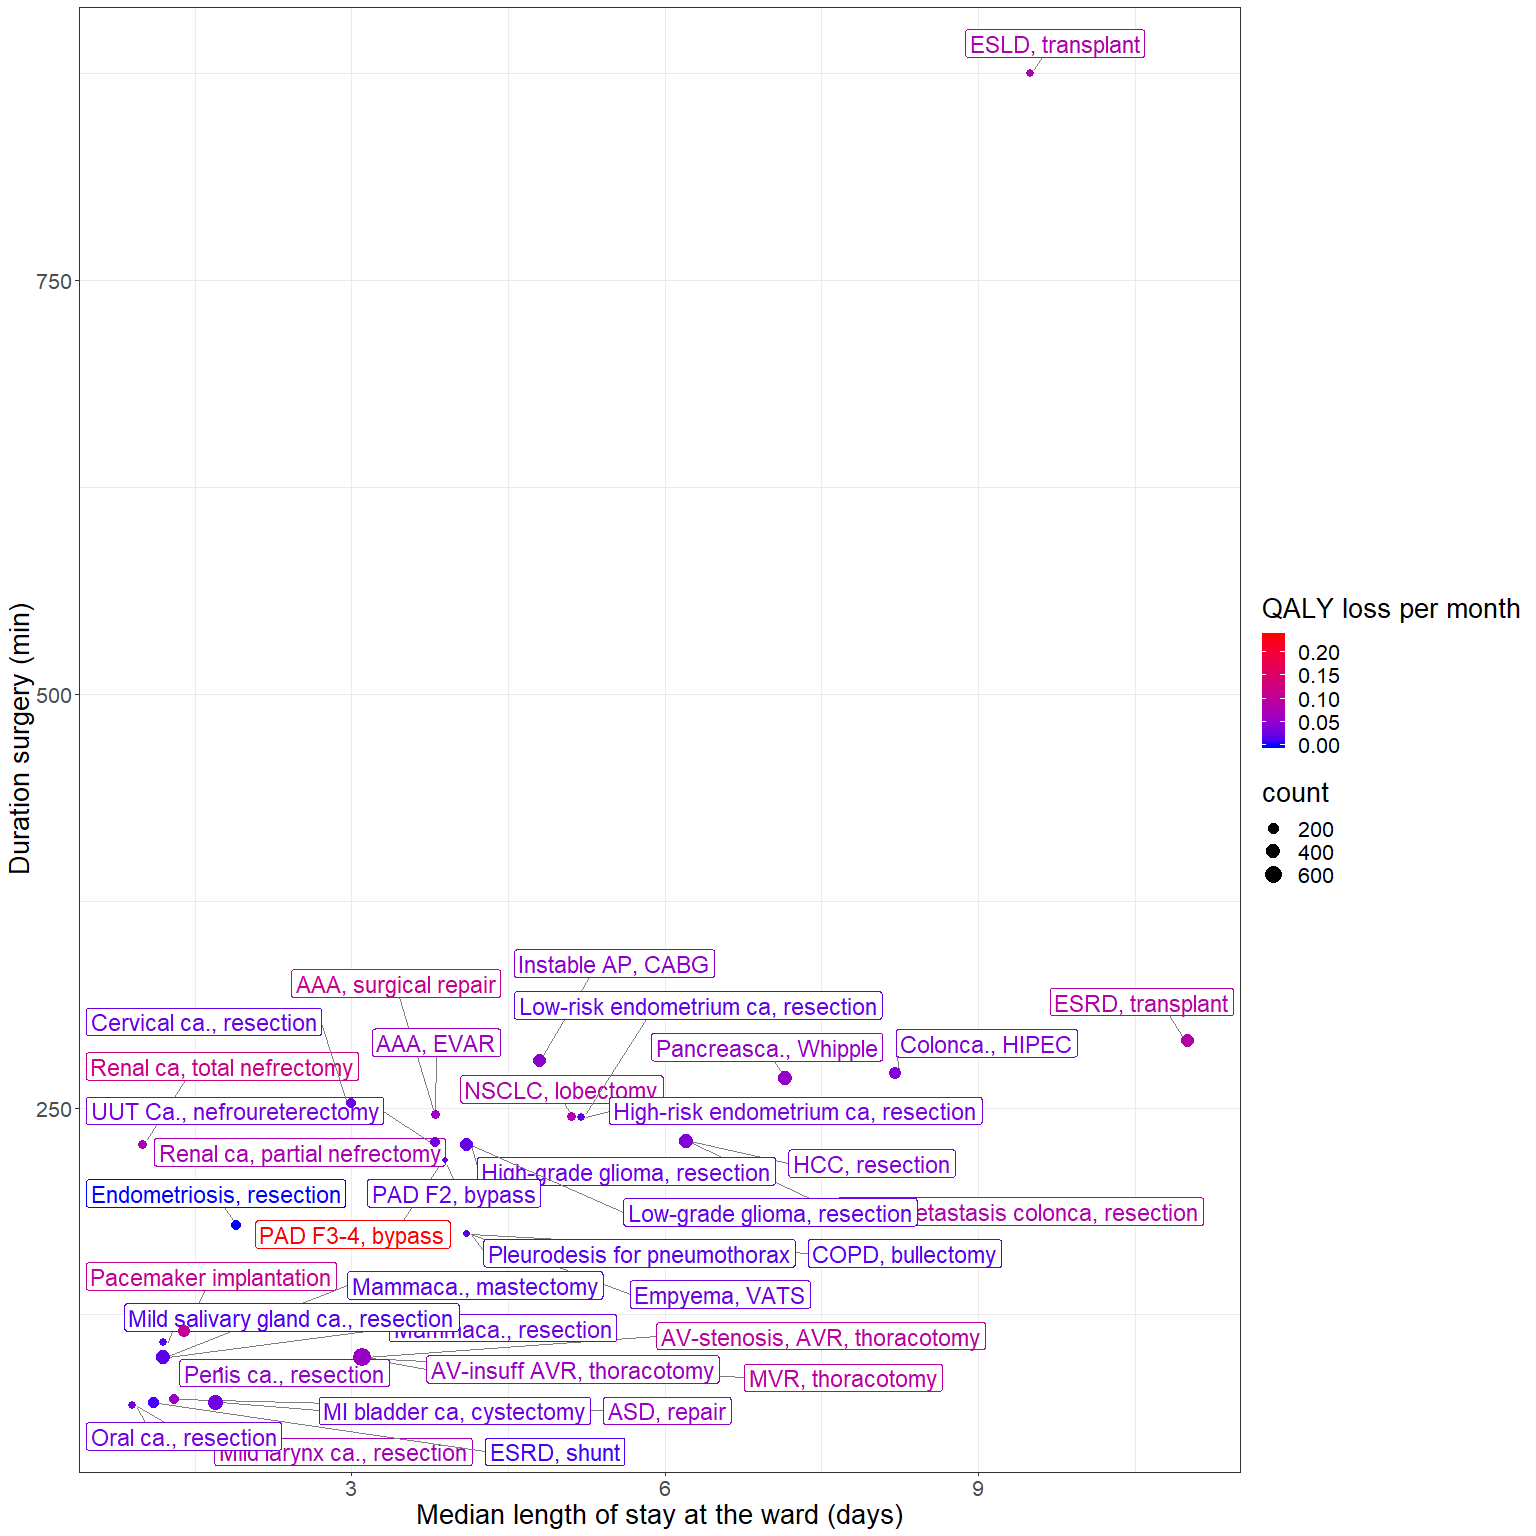 ESLD, transplant
750
500
250
Duration surgery (min)
Instable AP, CABG
AAA, surgical repair
ESRD, transplant
Low-risk endometrium ca, resection
Cervical ca., resection
AAA, EVAR
Pancreasca., Whipple
Colonca., HIPEC
Renal ca, total nefrectomy
NSCLC, lobectomy
UUT Ca., nefroureterectomy
High-risk endometrium ca, resection
Renal ca, partial nefrectomy
HCC, resection
High-grade glioma, resection
Endometriosis, resection
PAD F2, bypass
Low-grade glioma, resection
etastasis colonca, resection
PAD F3-4, bypass
Pleurodesis for pneumothorax
COPD, bullectomy
Pacemaker implantation
Mammaca., mastectomy
Empyema, VATS
Mild salivary gland ca., resection
Mammaca., resection
AV-stenosis, AVR, thoracotomy
Penis ca., resection
AV-insuff AVR, thoracotomy
MVR, thoracotomy
MI bladder ca, cystectomy
ASD, repair
Oral ca., resection
Mild larynx ca., resection
ESRD, shunt
3
6
9
Median length of stay at the ward (days)
QALY loss per month
0.20
0.15
0.10
0.05
0.00
count
200
400
600